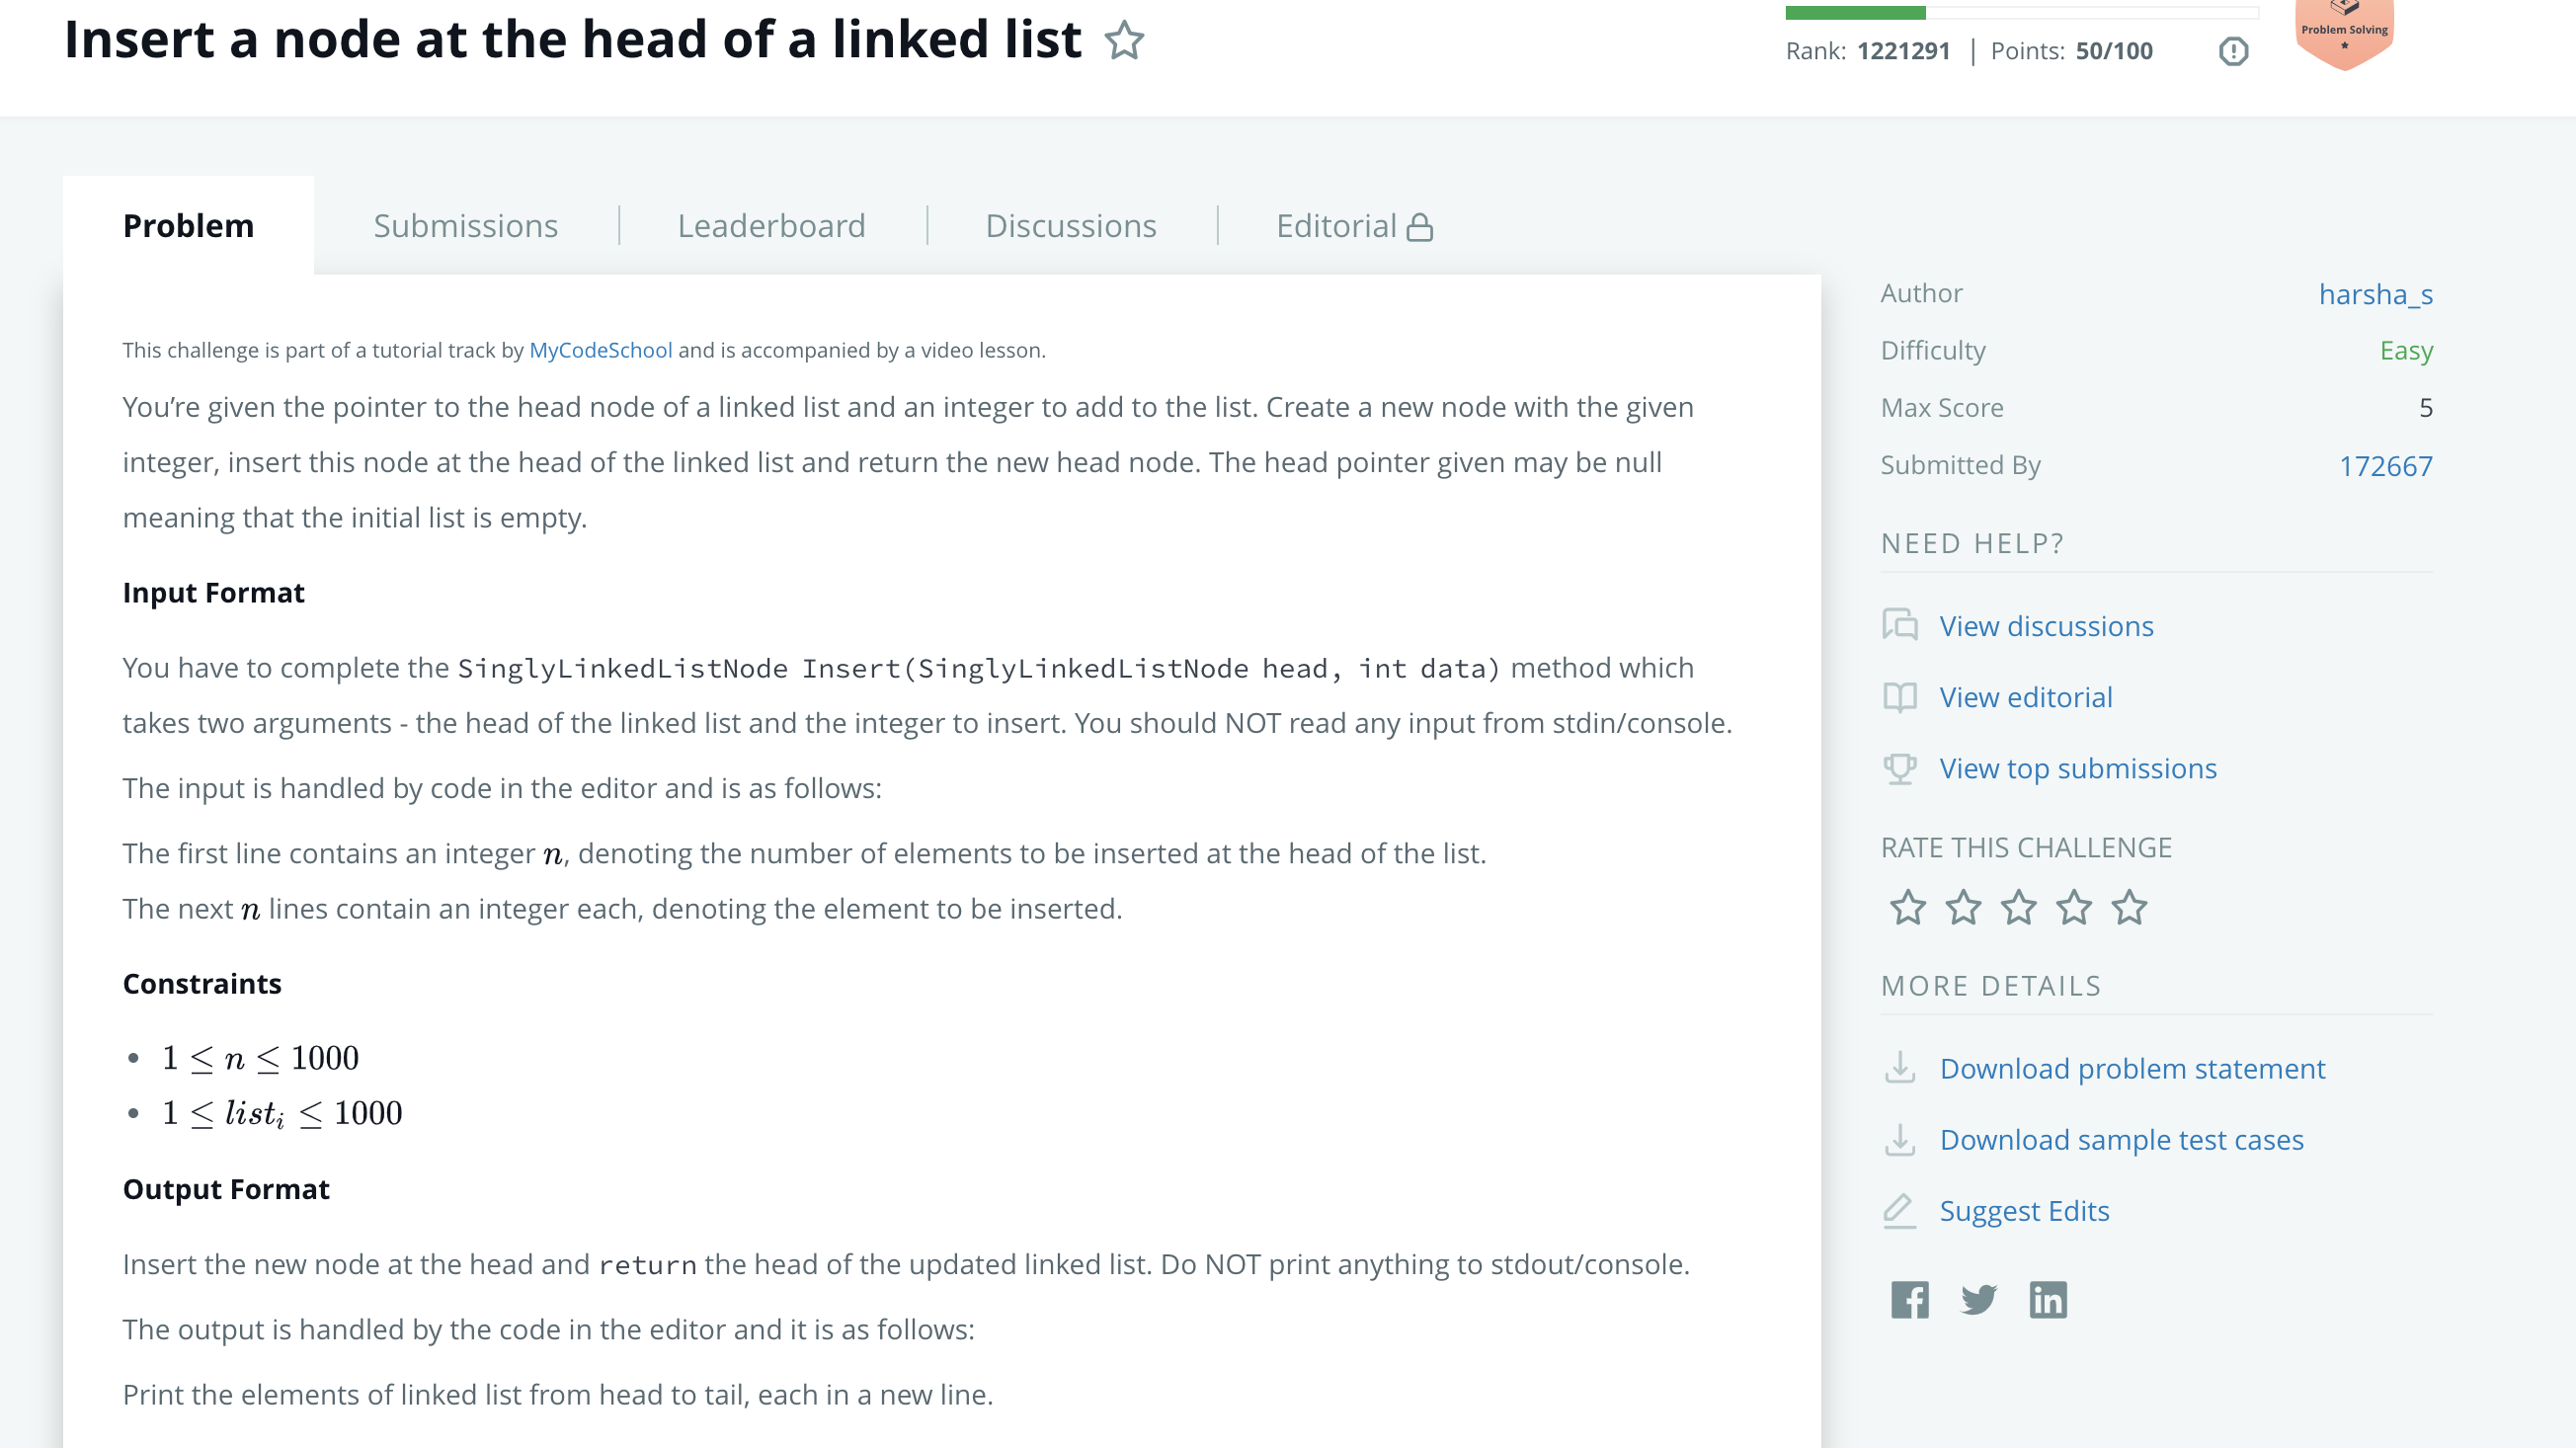 Insert a node at the head of a linked list
Rank: 1221291 | Points: 50/100
Problem Solving
Problem
Submissions
Leaderboard
Discussions
Editorial
This challenge is part of a tutorial track by MyCodeSchool and is accompanied by a video lesson.
You’re given the pointer to the head node of a linked list and an integer to add to the list. Create a new node with the given
integer, insert this node at the head of the linked list and return the new head node. The head pointer given may be null
meaning that the initial list is empty.
Input Format
You have to complete the SinglyLinkedListNode Insert(SinglyLinkedListNode head, int data) method which
takes two arguments - the head of the linked list and the integer to insert. You should NOT read any input from stdin/console.
The input is handled by code in the editor and is as follows:
The first line contains an integer n, denoting the number of elements to be inserted at the head of the list.
The next n lines contain an integer each, denoting the element to be inserted.
Constraints
• 1 ≤ n ≤ 1000
• 1 ≤ list_i ≤ 1000
Output Format
Insert the new node at the head and return the head of the updated linked list. Do NOT print anything to stdout/console.
The output is handled by the code in the editor and it is as follows:
Print the elements of linked list from head to tail, each in a new line.
Author harsha_s
Difficulty Easy
Max Score 5
Submitted By 172667
NEED HELP?
View discussions
View editorial
View top submissions
RATE THIS CHALLENGE
MORE DETAILS
Download problem statement
Download sample test cases
Suggest Edits